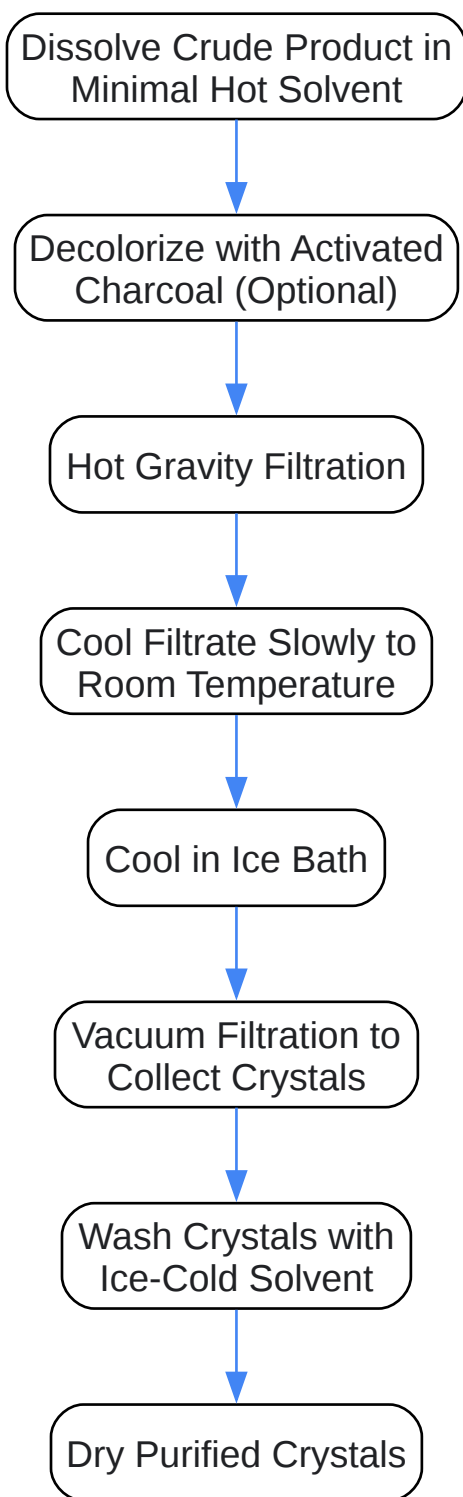 Dissolve Crude Product in
Minimal Hot Solvent
Decolorize with Activated
Charcoal (Optional)
Hot Gravity Filtration
Cool Filtrate Slowly to
Room Temperature
Cool in Ice Bath
Vacuum Filtration to
Collect Crystals
Wash Crystals with
Ice-Cold Solvent
Dry Purified Crystals